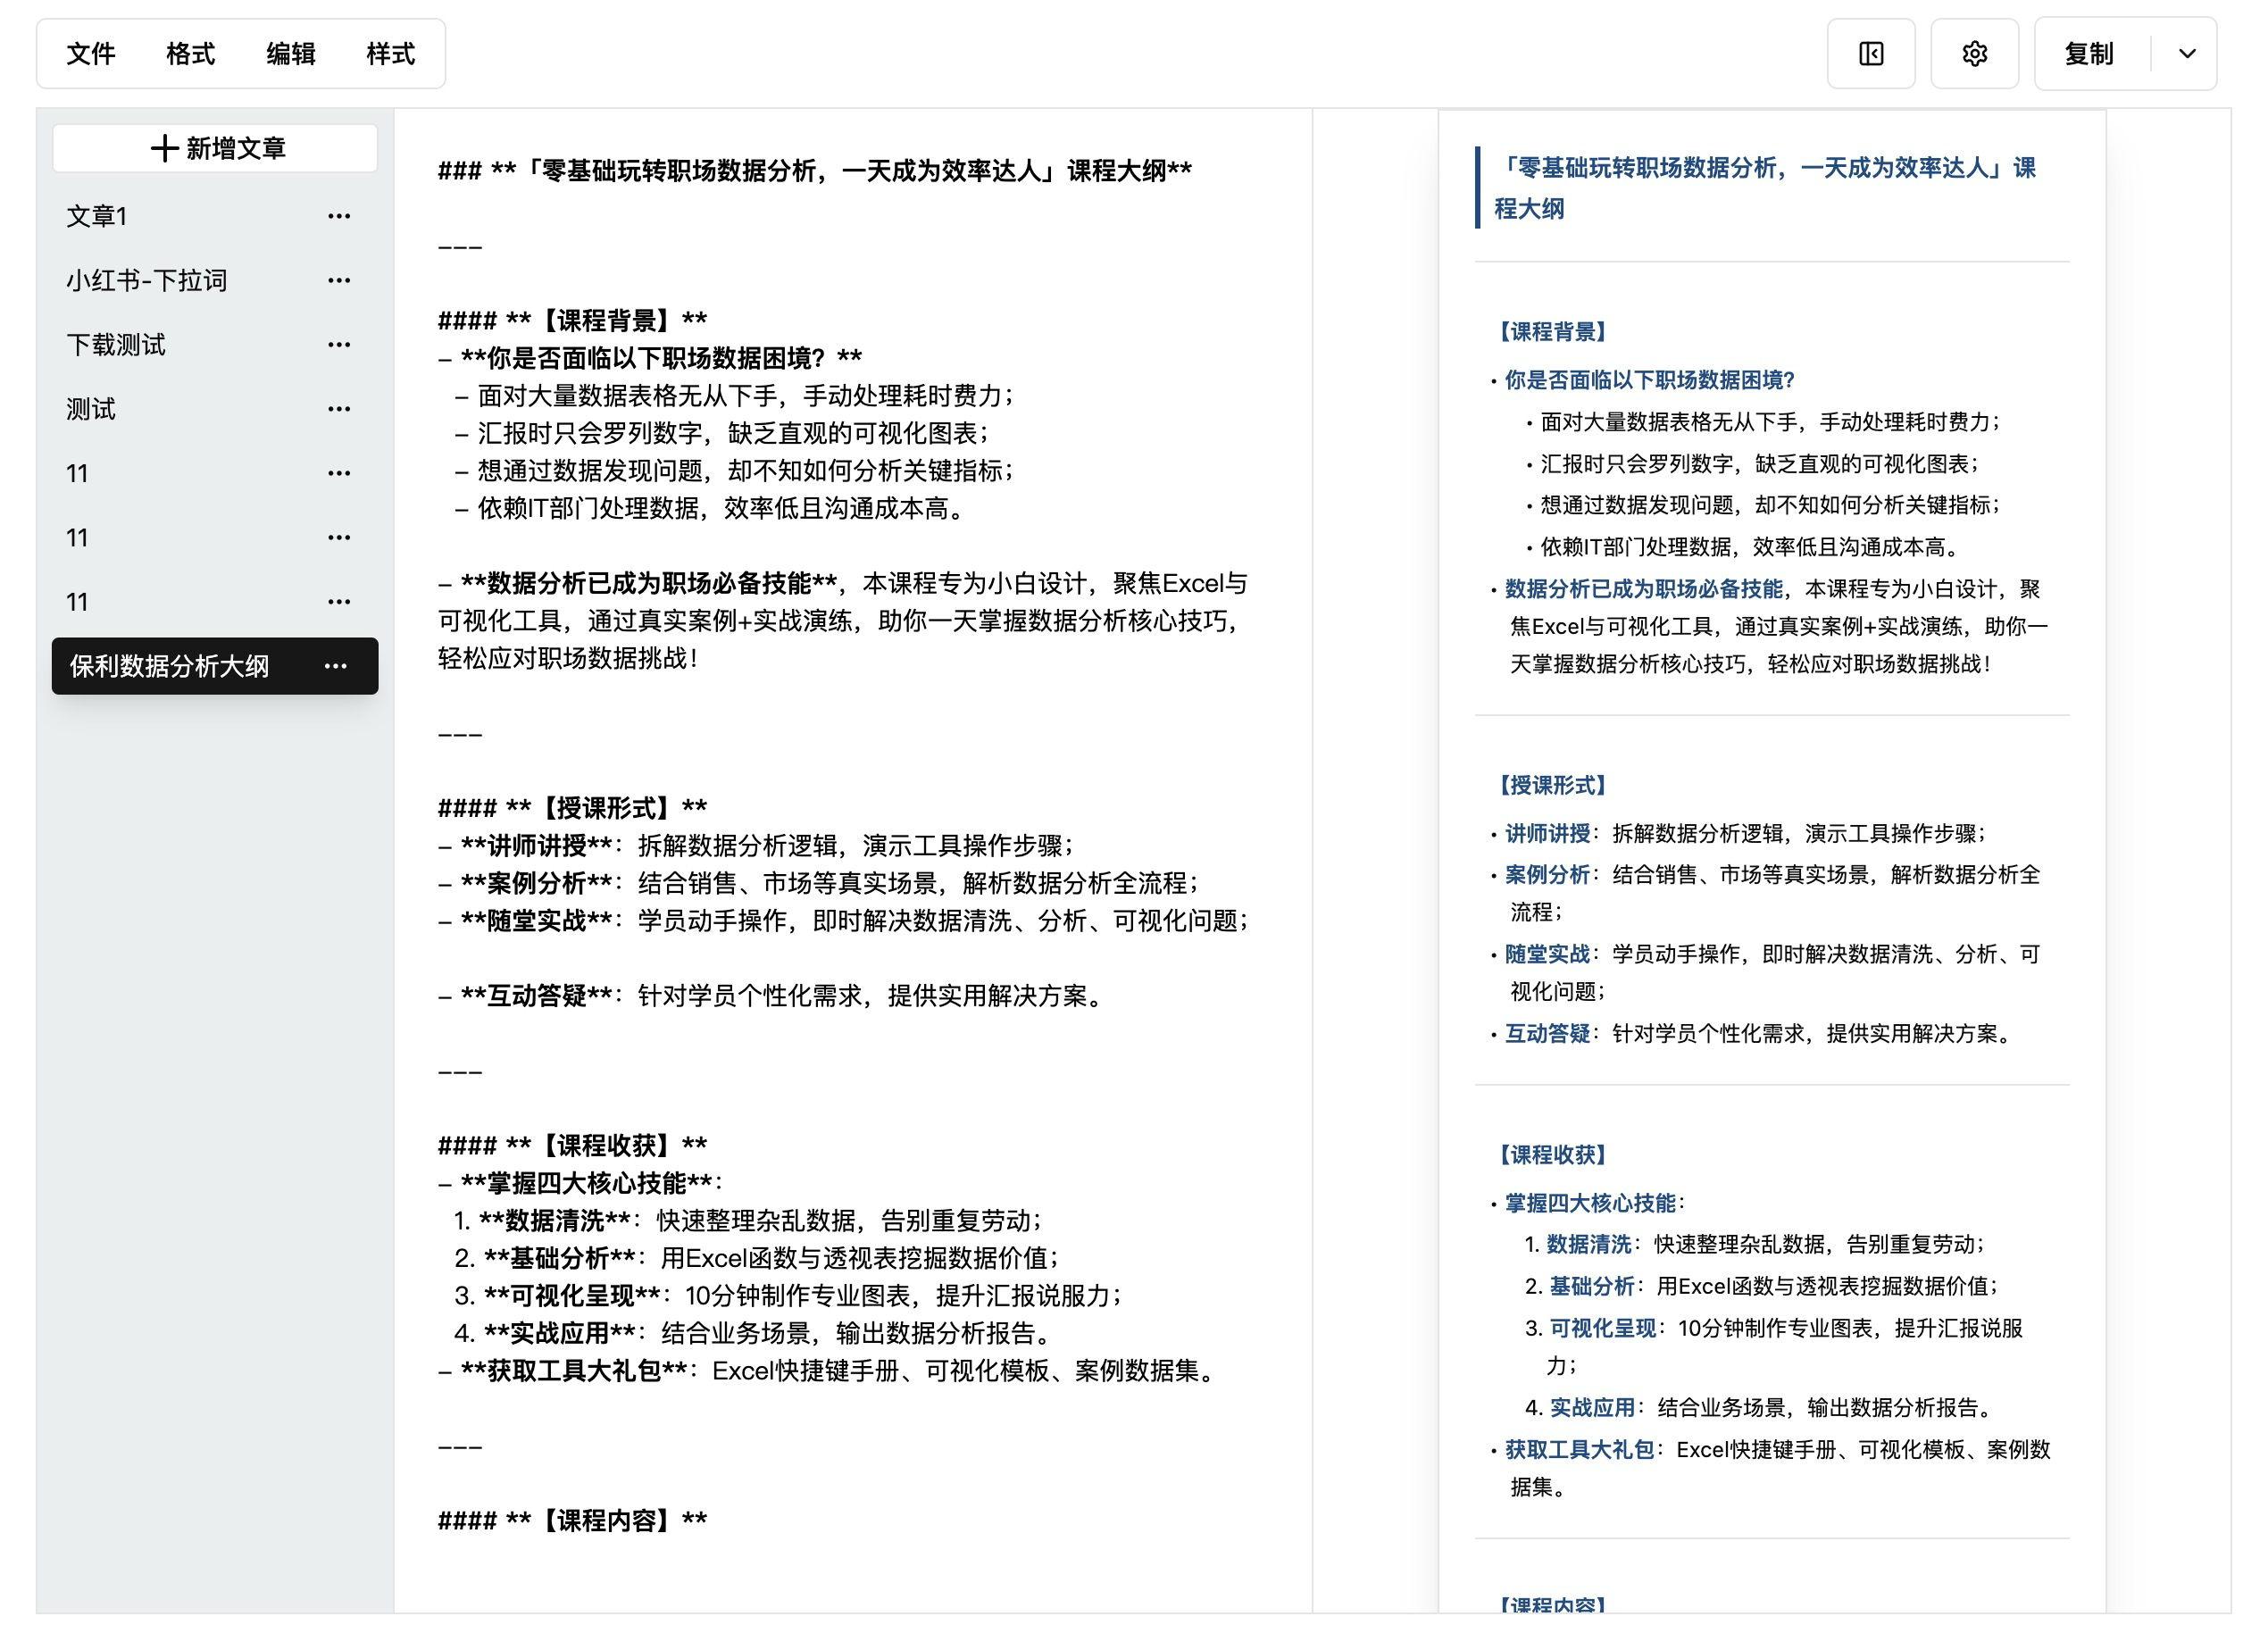 文件 格式 编辑 样式
复制
新增文章
文章1
小红书-下拉词
下载测试
测试
11
11
11
保利数据分析大纲
### **「零基础玩转职场数据分析，一天成为效率达人」课程大纲**
---
#### **【课程背景】**
- **你是否面临以下职场数据困境？**
  - 面对大量数据表格无从下手，手动处理耗时费力；
  - 汇报时只会罗列数字，缺乏直观的可视化图表；
  - 想通过数据发现问题，却不知如何分析关键指标；
  - 依赖IT部门处理数据，效率低且沟通成本高。
- **数据分析已成为职场必备技能**，本课程专为小白设计，聚焦Excel与
可视化工具，通过真实案例+实战演练，助你一天掌握数据分析核心技巧，
轻松应对职场数据挑战！
---
#### **【授课形式】**
- **讲师讲授**：拆解数据分析逻辑，演示工具操作步骤；
- **案例分析**：结合销售、市场等真实场景，解析数据分析全流程；
- **随堂实战**：学员动手操作，即时解决数据清洗、分析、可视化问题；
- **互动答疑**：针对学员个性化需求，提供实用解决方案。
---
#### **【课程收获】**
- **掌握四大核心技能**：
  1. **数据清洗**：快速整理杂乱数据，告别重复劳动；
  2. **基础分析**：用Excel函数与透视表挖掘数据价值；
  3. **可视化呈现**：10分钟制作专业图表，提升汇报说服力；
  4. **实战应用**：结合业务场景，输出数据分析报告。
- **获取工具大礼包**：Excel快捷键手册、可视化模板、案例数据集。
---
#### **【课程内容】**
「零基础玩转职场数据分析，一天成为效率达人」课
程大纲
【课程背景】
• 你是否面临以下职场数据困境？
• 面对大量数据表格无从下手，手动处理耗时费力；
• 汇报时只会罗列数字，缺乏直观的可视化图表；
• 想通过数据发现问题，却不知如何分析关键指标；
• 依赖IT部门处理数据，效率低且沟通成本高。
• 数据分析已成为职场必备技能，本课程专为小白设计，聚
焦Excel与可视化工具，通过真实案例+实战演练，助你一
天掌握数据分析核心技巧，轻松应对职场数据挑战！
【授课形式】
• 讲师讲授：拆解数据分析逻辑，演示工具操作步骤；
• 案例分析：结合销售、市场等真实场景，解析数据分析全
流程；
• 随堂实战：学员动手操作，即时解决数据清洗、分析、可
视化问题；
• 互动答疑：针对学员个性化需求，提供实用解决方案。
【课程收获】
• 掌握四大核心技能：
1. 数据清洗：快速整理杂乱数据，告别重复劳动；
2. 基础分析：用Excel函数与透视表挖掘数据价值；
3. 可视化呈现：10分钟制作专业图表，提升汇报说服
力；
4. 实战应用：结合业务场景，输出数据分析报告。
• 获取工具大礼包：Excel快捷键手册、可视化模板、案例数
据集。
【课程内容】